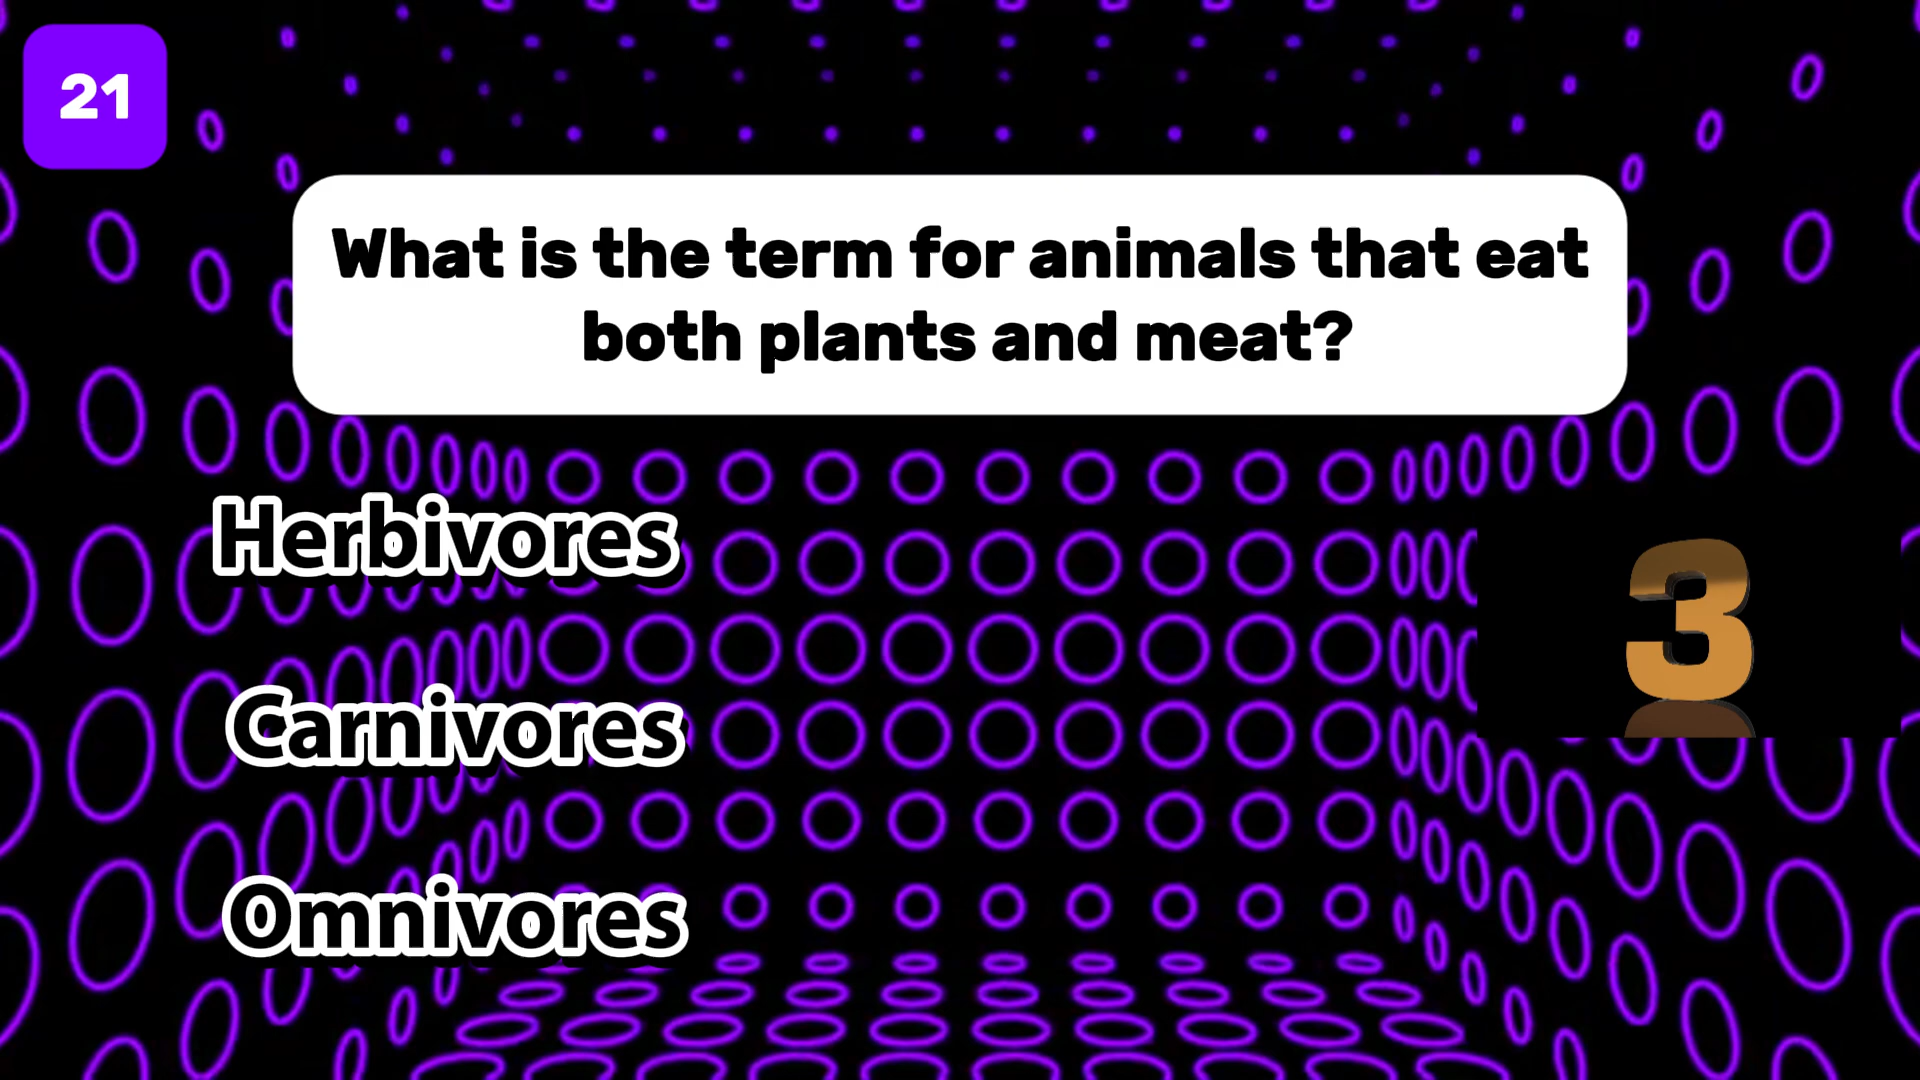 21
What is the term for animals that eat
both plants and meat?
Herbivores
3
Carnivores
Omnivores